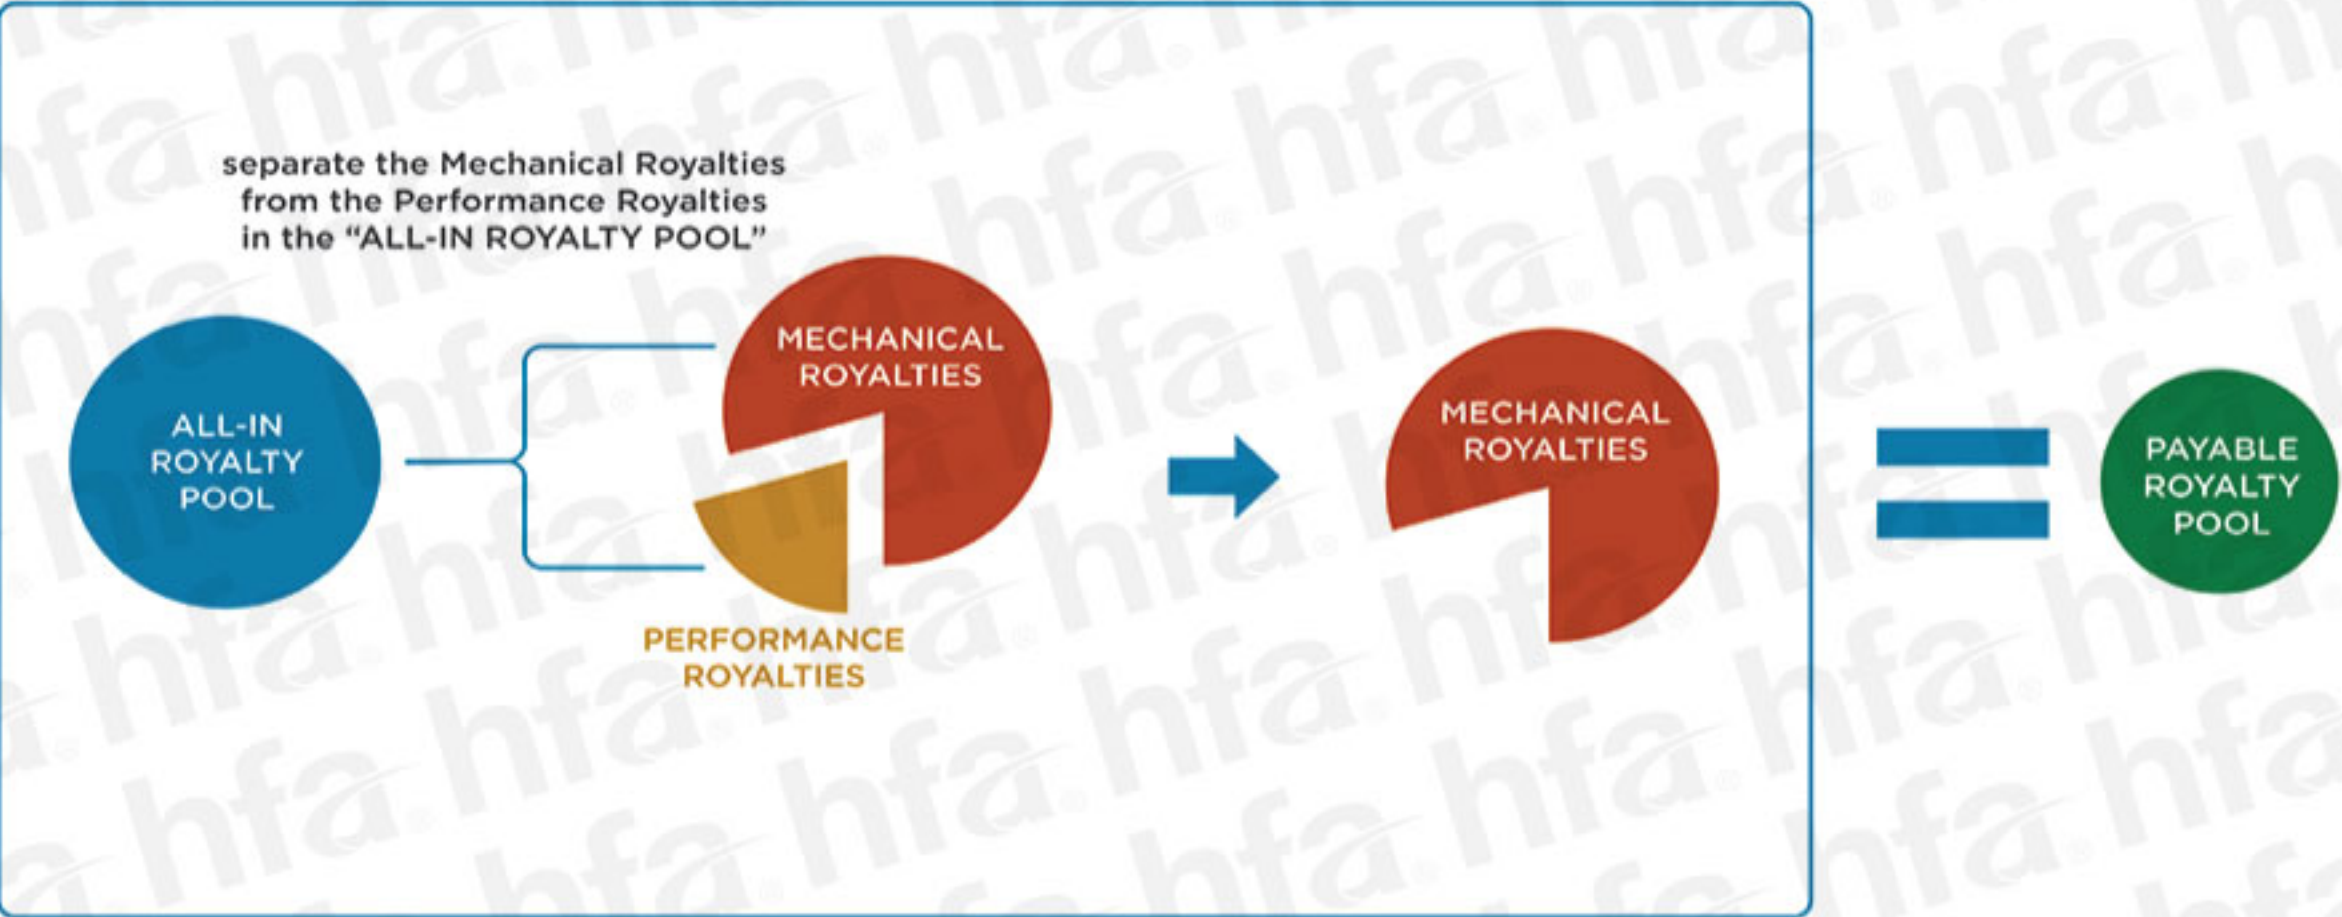 separate the Mechanical Royalties
from the Performance Royalties
in the “ALL-IN ROYALTY POOL”
ALL-IN
ROYALTY
POOL
MECHANICAL
ROYALTIES
PERFORMANCE
ROYALTIES
MECHANICAL
ROYALTIES
PAYABLE
ROYALTY
POOL
hfa